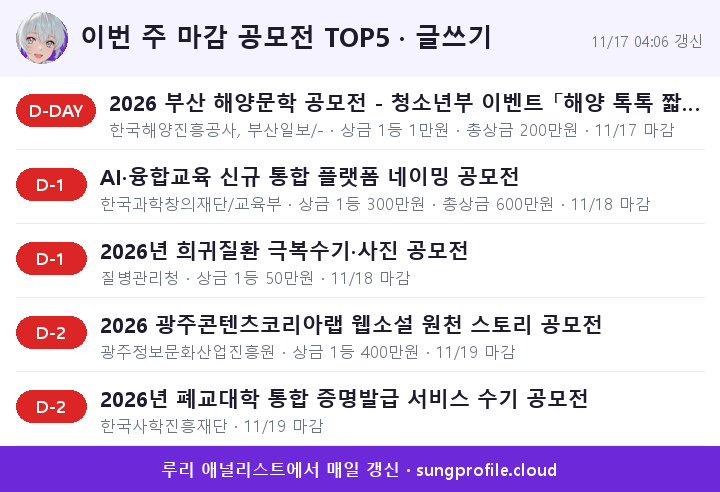 이번 주 마감 공모전 TOP5 · 글쓰기
11/17 04:06 갱신
D-DAY
2026 부산 해양문학 공모전 - 청소년부 이벤트 「해양 톡톡 짧...
한국해양진흥공사, 부산일보/- · 상금 1등 1만원 · 총상금 200만원 · 11/17 마감
D-1
AI·융합교육 신규 통합 플랫폼 네이밍 공모전
한국과학창의재단/교육부 · 상금 1등 300만원 · 총상금 600만원 · 11/18 마감
D-1
2026년 희귀질환 극복수기·사진 공모전
질병관리청 · 상금 1등 50만원 · 11/18 마감
D-2
2026 광주콘텐츠코리아랩 웹소설 원천 스토리 공모전
광주정보문화산업진흥원 · 상금 1등 400만원 · 11/19 마감
D-2
2026년 폐교대학 통합 증명발급 서비스 수기 공모전
한국사학진흥재단 · 11/19 마감
루리 애널리스트에서 매일 갱신 · sungprofile.cloud